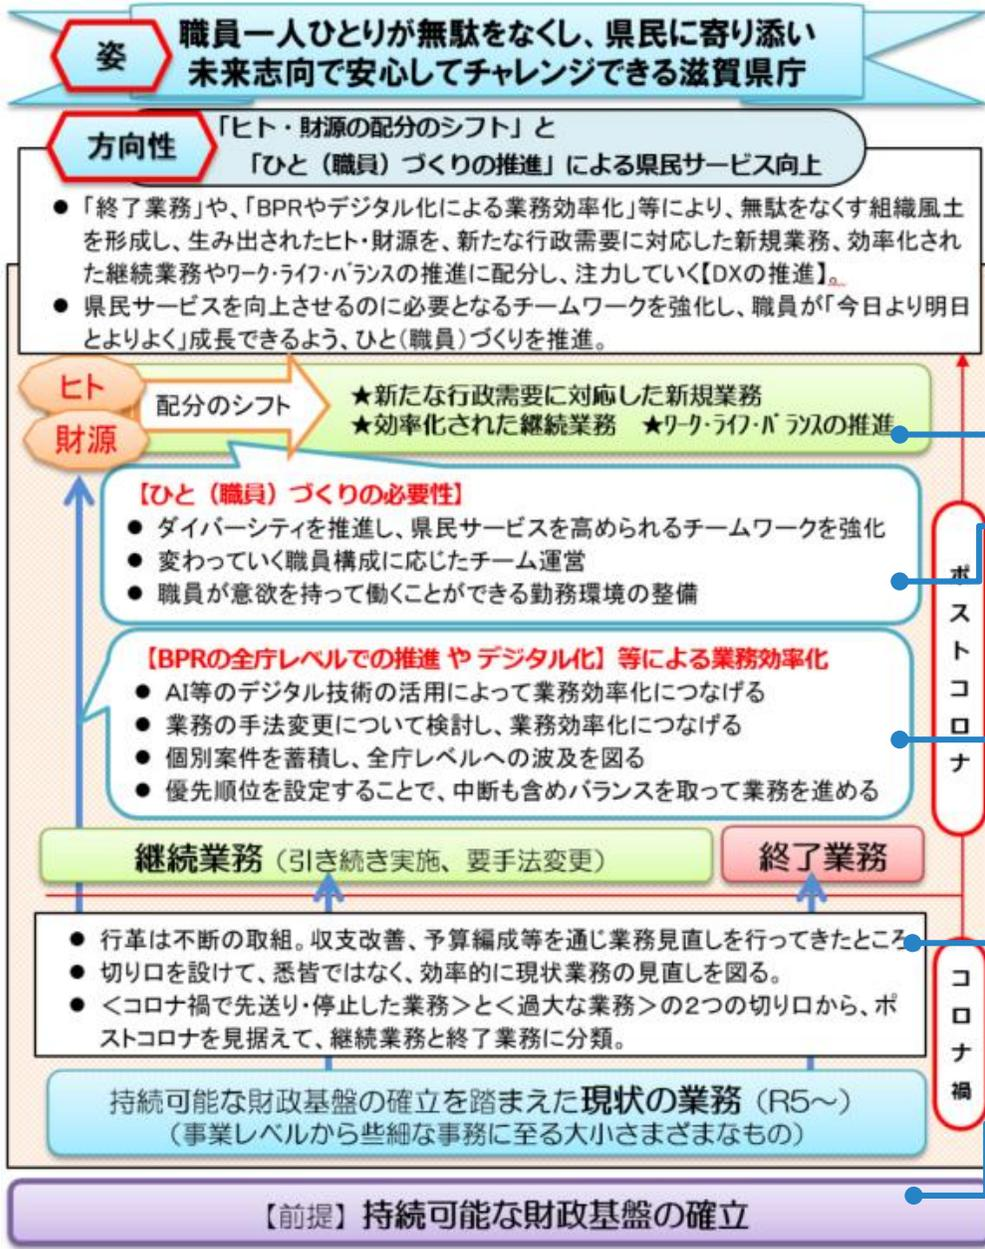 姿
職員一人ひとりが無駄をなくし、県民に寄り添い
未来志向で安心してチャレンジできる滋賀県庁
方向性
「ヒト・財源の配分のシフト」と
「ひと（職員）づくりの推進」による県民サービス向上
● 「終了業務」や、「BPRやデジタル化による業務効率化」等により、無駄をなくす組織風土
を形成し、生み出されたヒト・財源を、新たな行政需要に対応した新規業務、効率化され
た継続業務やワーク・ライフ・バランスの推進に配分し、注力していく【DXの推進】。
● 県民サービスを向上させるのに必要となるチームワークを強化し、職員が「今日より明日
とよりよく」成長できるよう、ひと（職員）づくりを推進。
ヒト
財源
配分のシフト
★新たな行政需要に対応した新規業務
★効率化された継続業務　★ワーク・ライフ・バランスの推進
【ひと（職員）づくりの必要性】
● ダイバーシティを推進し、県民サービスを高められるチームワークを強化
● 変わっていく職員構成に応じたチーム運営
● 職員が意欲を持って働くことができる勤務環境の整備
【BPRの全庁レベルでの推進 や デジタル化】等による業務効率化
● AI等のデジタル技術の活用によって業務効率化につなげる
● 業務の手法変更について検討し、業務効率化につなげる
● 個別案件を蓄積し、全庁レベルへの波及を図る
● 優先順位を設定することで、中断も含めバランスを取って業務を進める
ポストコロナ
継続業務（引き続き実施、要手法変更）
終了業務
● 行革は不断の取組。収支改善、予算編成等を通じ業務見直しを行ってきたところ
● 切り口を設けて、悉皆ではなく、効率的に現状業務の見直しを図る。
● ＜コロナ禍で先送り・停止した業務＞と＜過大な業務＞の2つの切り口から、ポ
ストコロナを見据えて、継続業務と終了業務に分類。
コロナ禍
持続可能な財政基盤の確立を踏まえた現状の業務（R5～）
（事業レベルから些細な事務に至る大小さまざまなもの）
【前提】持続可能な財政基盤の確立